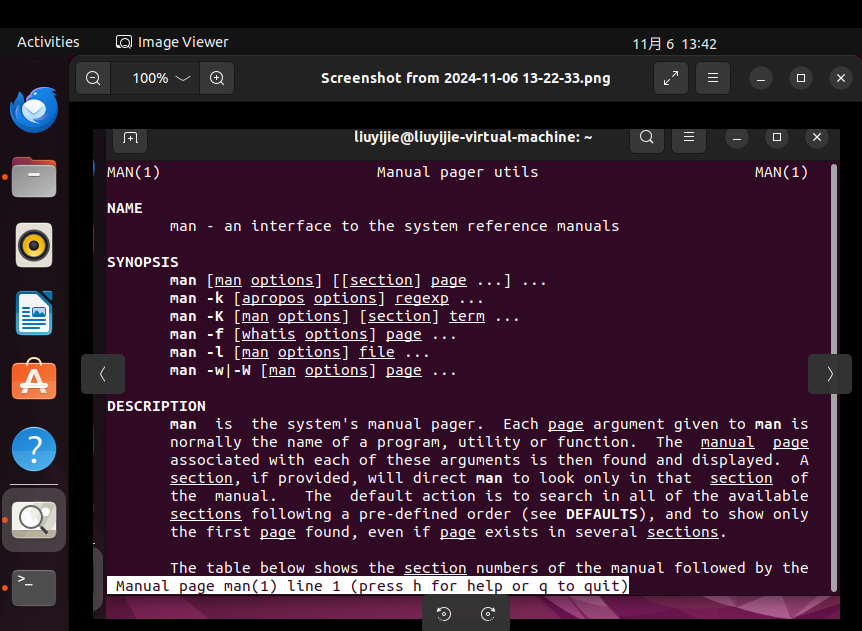 Activities
Image Viewer
11月 6 13:42
100%
Screenshot from 2024-11-06 13-22-33.png
liuyijie@liuyijie-virtual-machine: ~
MAN(1) Manual pager utils MAN(1)
NAME
man - an interface to the system reference manuals
SYNOPSIS
man [man options] [[section] page ...] ...
man -k [apropos options] regexp ...
man -K [man options] [section] term ...
man -f [whatis options] page ...
man -l [man options] file ...
man -w|-W [man options] page ...
DESCRIPTION
man is the system's manual pager. Each page argument given to man is
normally the name of a program, utility or function. The manual page
associated with each of these arguments is then found and displayed. A
section, if provided, will direct man to look only in that section of
the manual. The default action is to search in all of the available
sections following a pre-defined order (see DEFAULTS), and to show only
the first page found, even if page exists in several sections.
The table below shows the section numbers of the manual followed by the
Manual page man(1) line 1 (press h for help or q to quit)